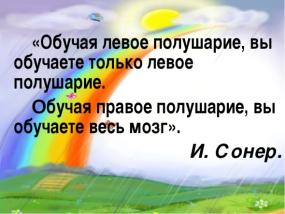 «Обучая левое полушарие, вы
обучаете только левое
полушарие.
Обучая правое полушарие, вы
обучаете весь мозг».
И. Сонер.